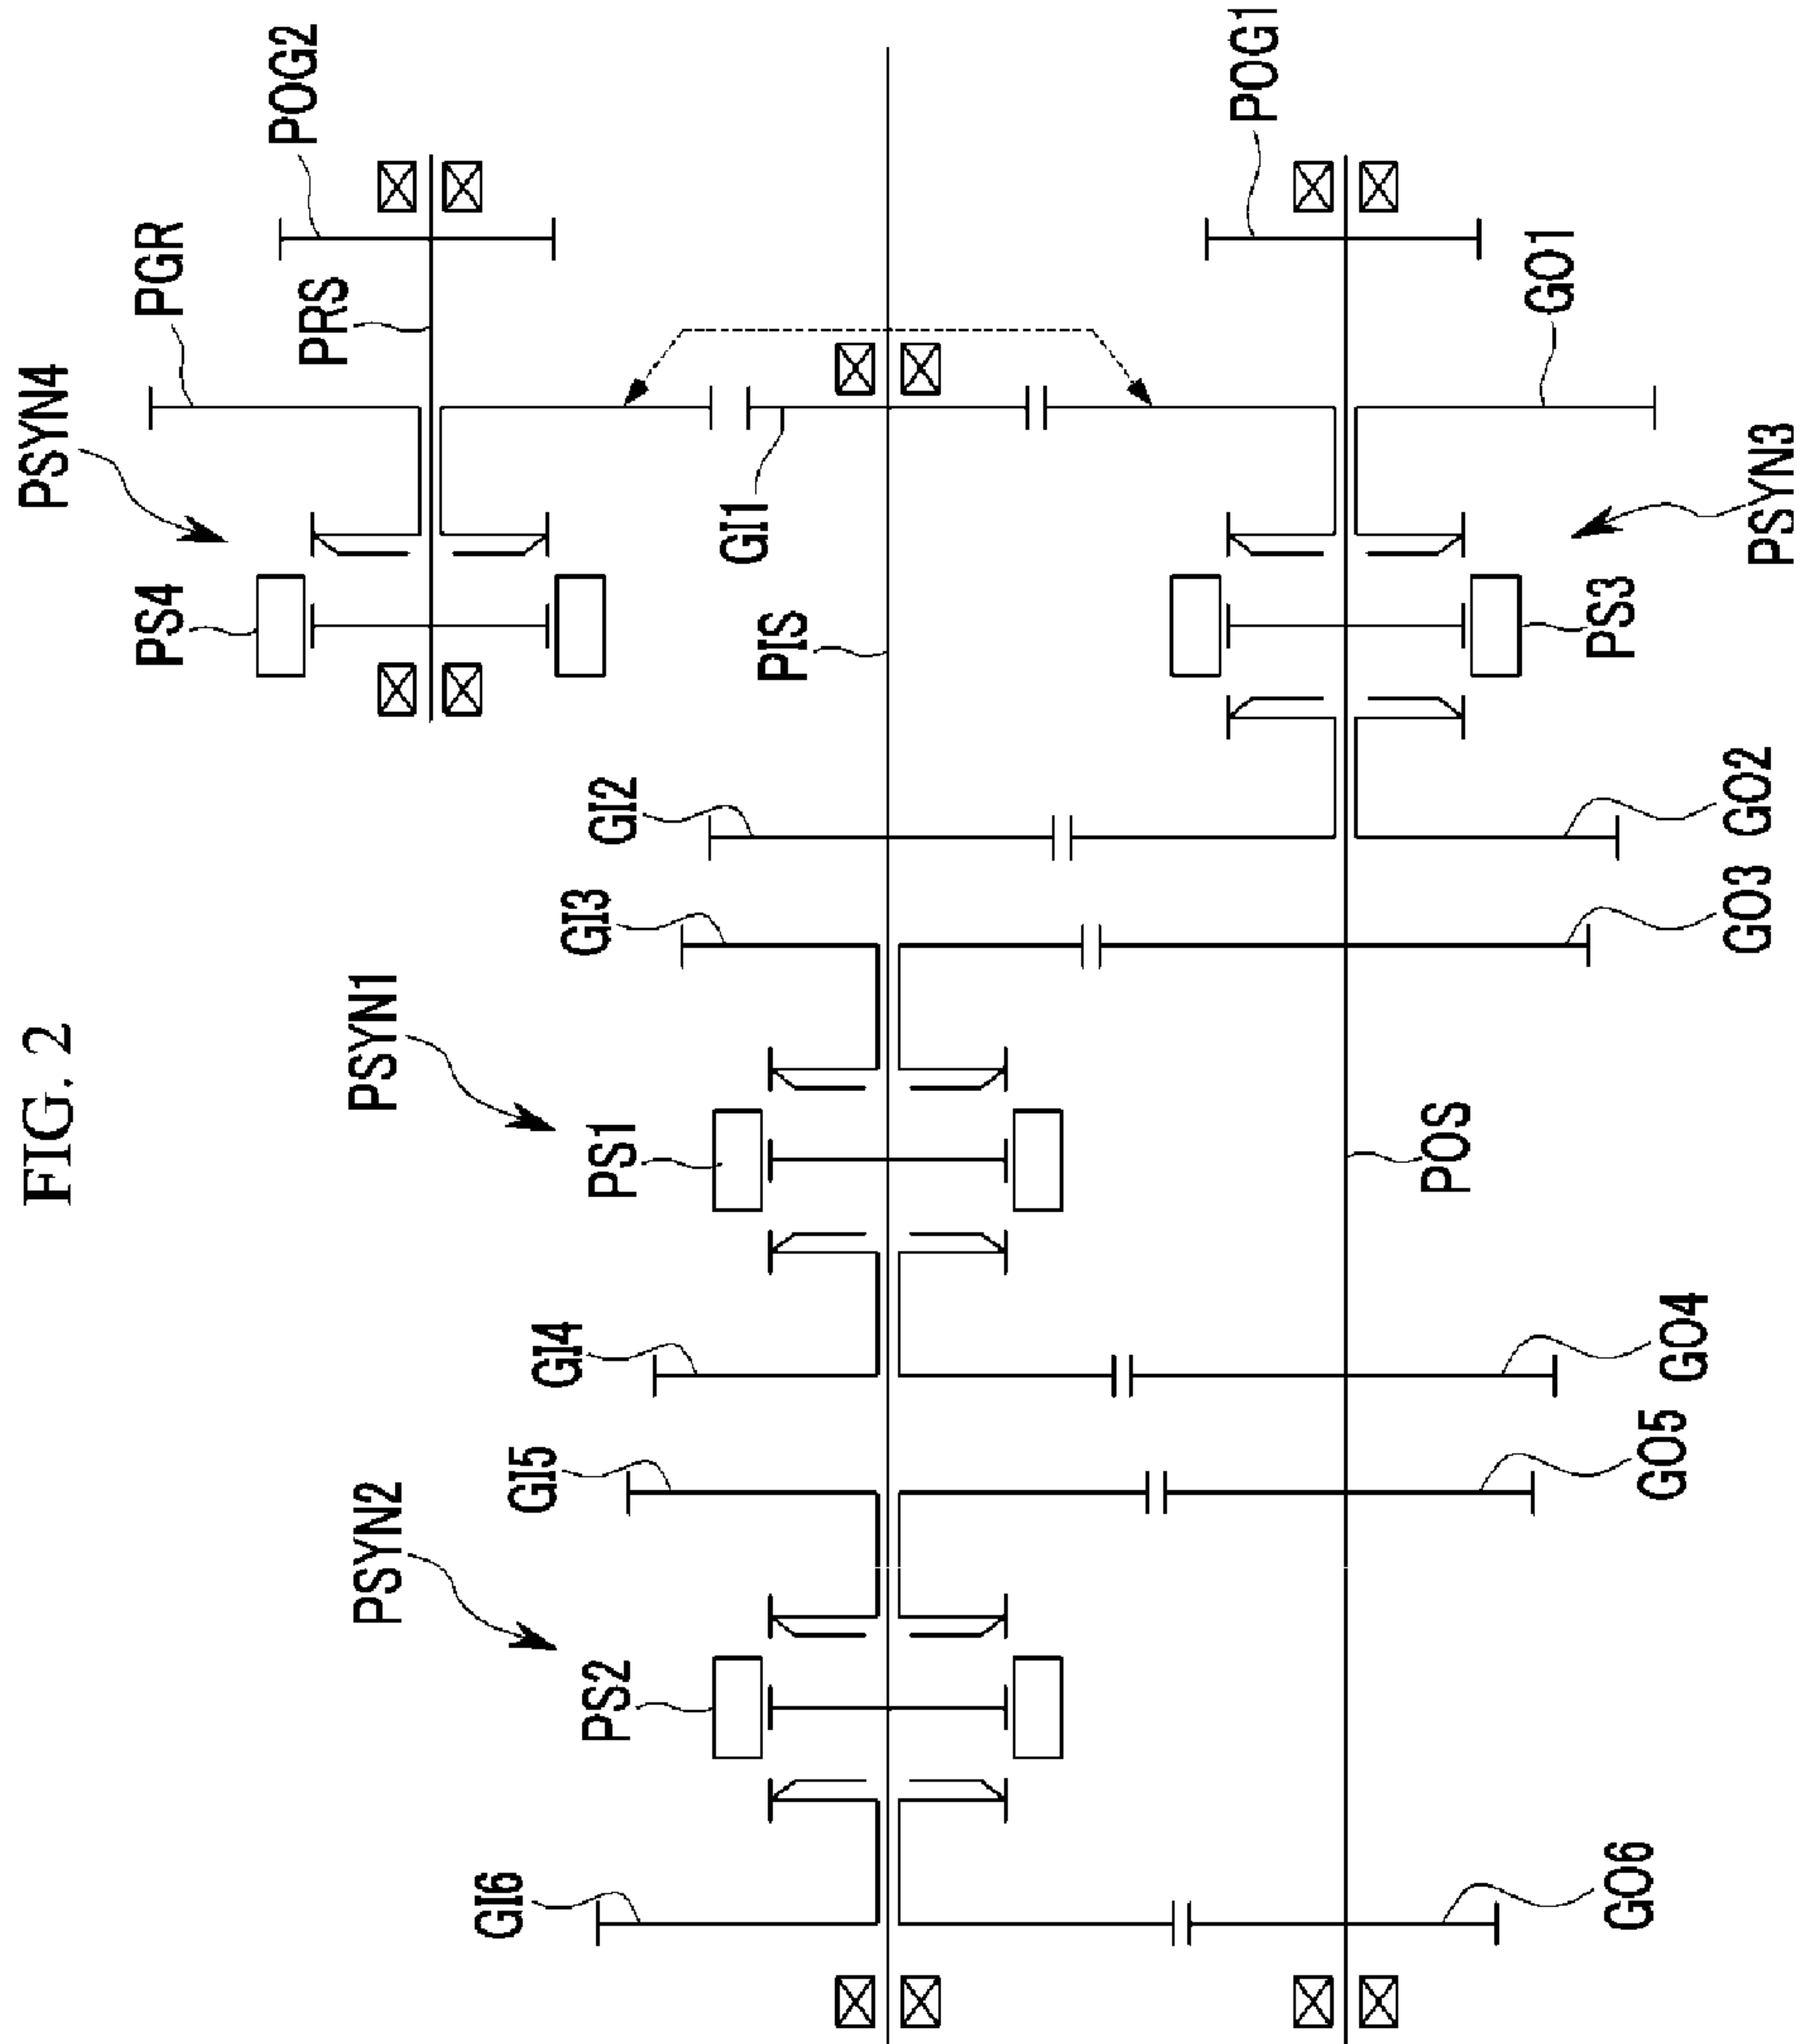 FIG. 2
GI6
PS2
PSYN2
GI5
GI4
PS1
PSYN1
GI3
GI2
PIS
GI1
PS4
PSYN4
PGR
PRS
POG2
GO6
GO5
GO4
POS
GO3
GO2
PS3
PSYN3
GO1
POG1